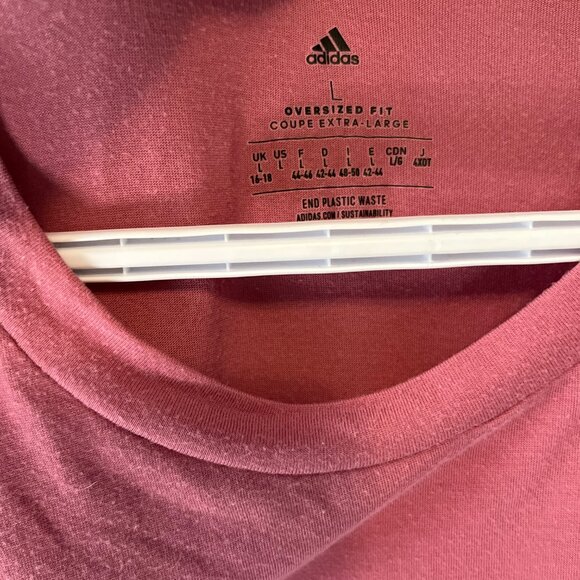 adidas
L
OVERSIZED FIT
COUPE EXTRA-LARGE
UK US F D I E CDN J
L L L L L L L/G 4XOT
16-18 44-46 42-44 48-50 42-44
END PLASTIC WASTE
ADIDAS.COM | SUSTAINABILITY